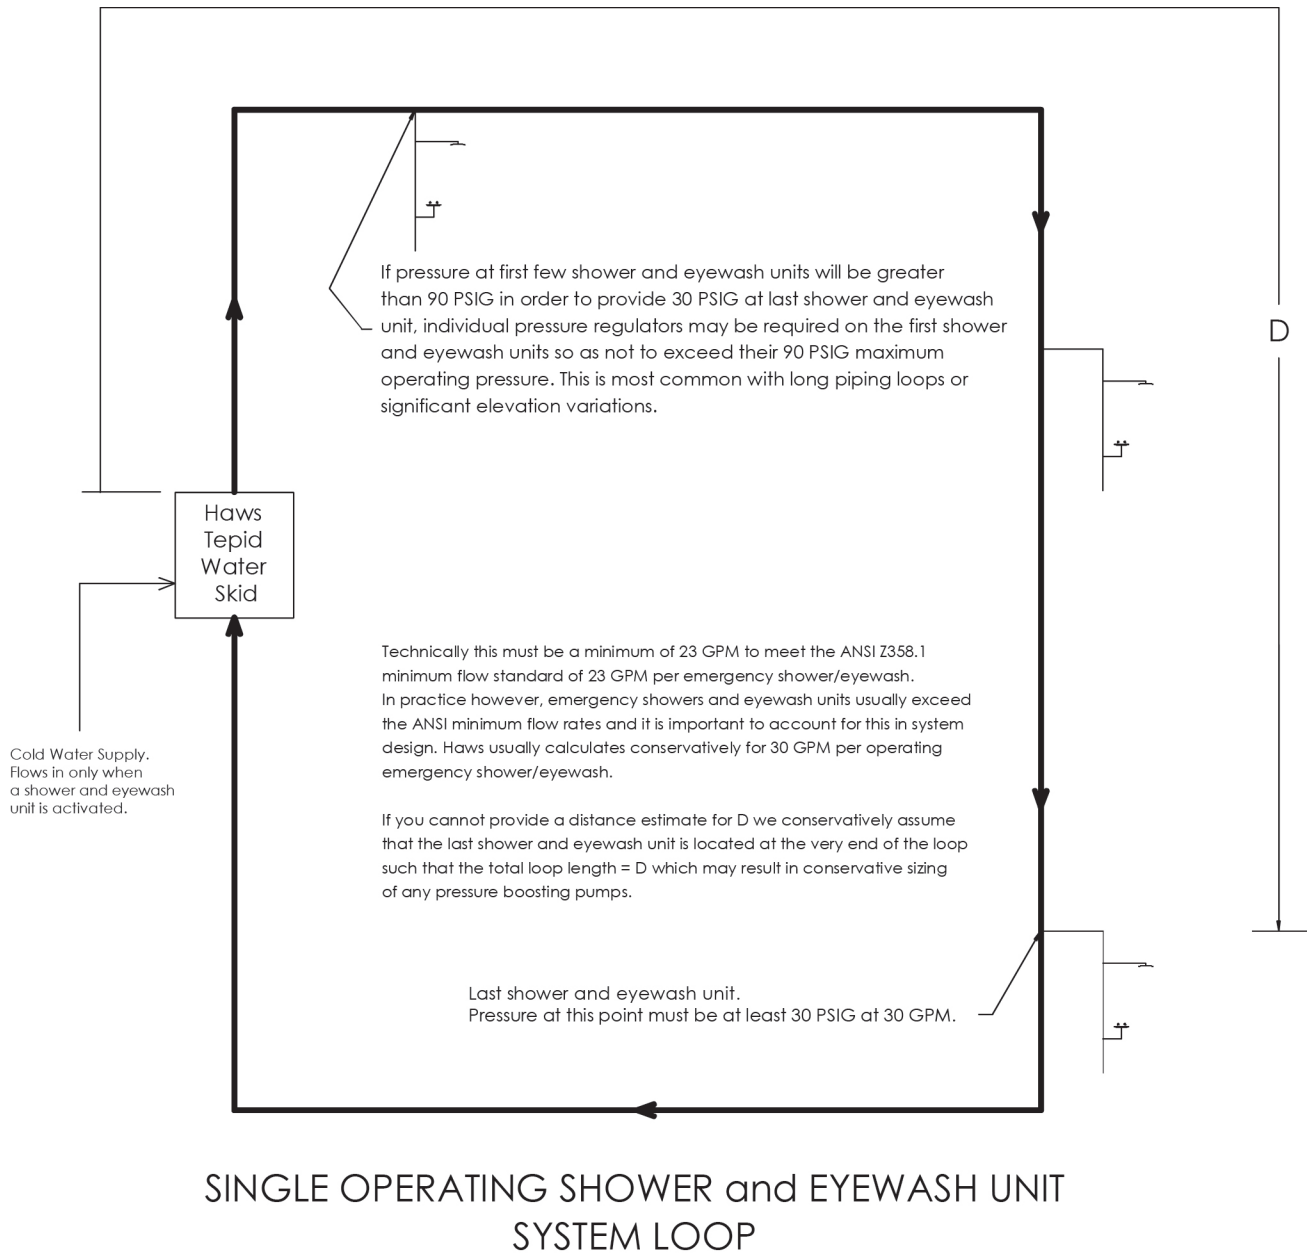 If pressure at first few shower and eyewash units will be greater
than 90 PSIG in order to provide 30 PSIG at last shower and eyewash
unit, individual pressure regulators may be required on the first shower
and eyewash units so as not to exceed their 90 PSIG maximum
operating pressure. This is most common with long piping loops or
significant elevation variations.
D
Haws
Tepid
Water
Skid
Technically this must be a minimum of 23 GPM to meet the ANSI Z358.1
minimum flow standard of 23 GPM per emergency shower/eyewash.
In practice however, emergency showers and eyewash units usually exceed
the ANSI minimum flow rates and it is important to account for this in system
design. Haws usually calculates conservatively for 30 GPM per operating
emergency shower/eyewash.
Cold Water Supply.
Flows in only when
a shower and eyewash
unit is activated.
If you cannot provide a distance estimate for D we conservatively assume
that the last shower and eyewash unit is located at the very end of the loop
such that the total loop length = D which may result in conservative sizing
of any pressure boosting pumps.
Last shower and eyewash unit.
Pressure at this point must be at least 30 PSIG at 30 GPM.
SINGLE OPERATING SHOWER and EYEWASH UNIT
SYSTEM LOOP